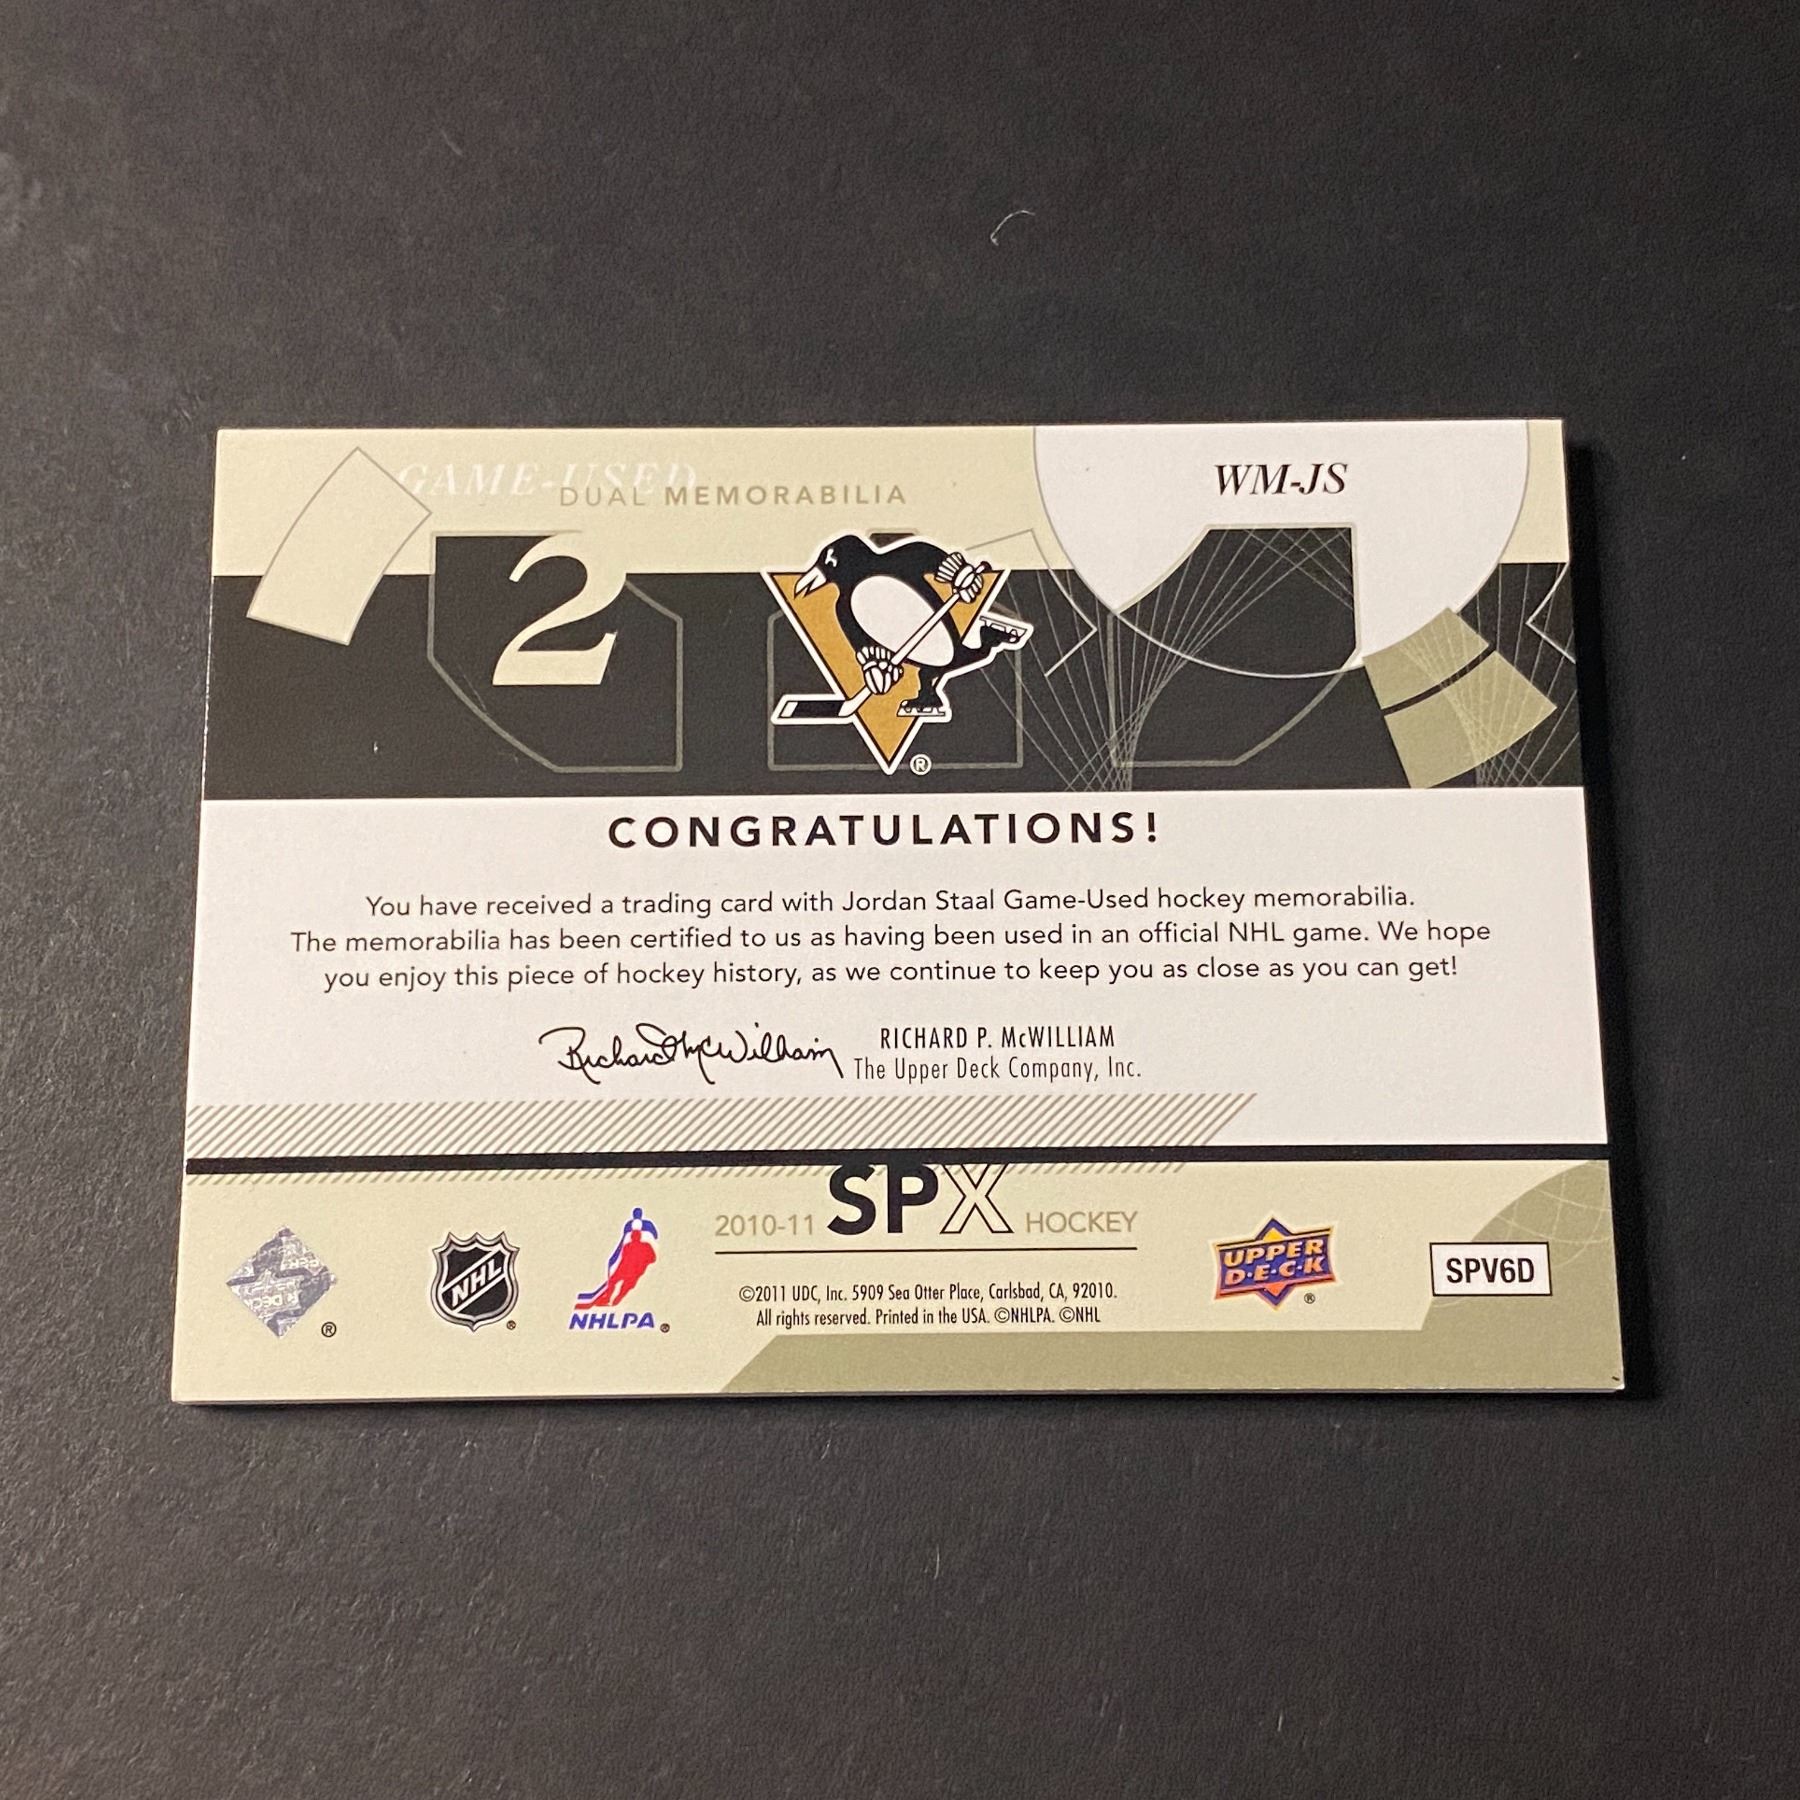 GAME-USED
DUAL MEMORABILIA
WM-JS
2
®
CONGRATULATIONS!
You have received a trading card with Jordan Staal Game-Used hockey memorabilia.
The memorabilia has been certified to us as having been used in an official NHL game. We hope
you enjoy this piece of hockey history, as we continue to keep you as close as you can get!
Richard McWilliam
RICHARD P. McWILLIAM
The Upper Deck Company, Inc.
2010-11 SPX HOCKEY
®
NHL ®
NHLPA ®
©2011 UDC, Inc. 5909 Sea Otter Place, Carlsbad, CA, 92010.
All rights reserved. Printed in the USA. ©NHLPA. ©NHL
UPPER
D·E·C·K ®
SPV6D